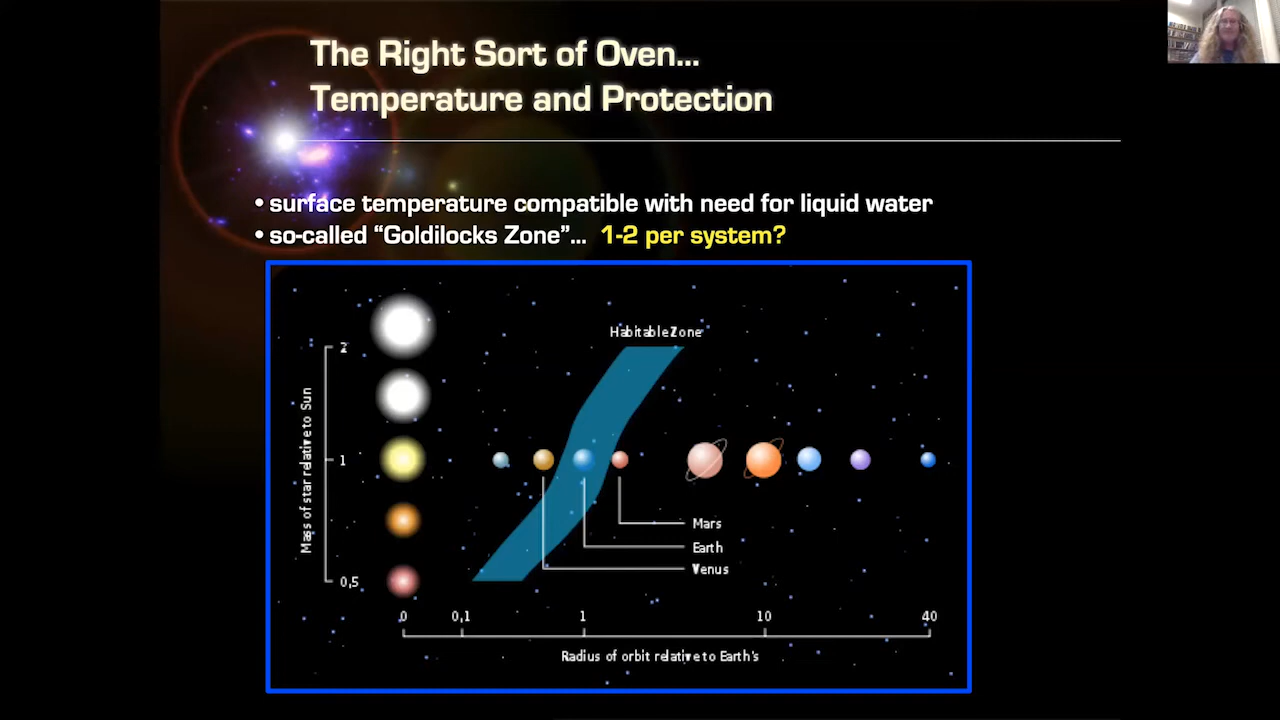 The Right Sort of Oven...
Temperature and Protection
• surface temperature compatible with need for liquid water
• so-called “Goldilocks Zone”... 1-2 per system?
Habitable Zone
2
Mass of star relative to Sun
1
Mars
Earth
Venus
0,5
0 0,1 1 10 40
Radius of orbit relative to Earth's